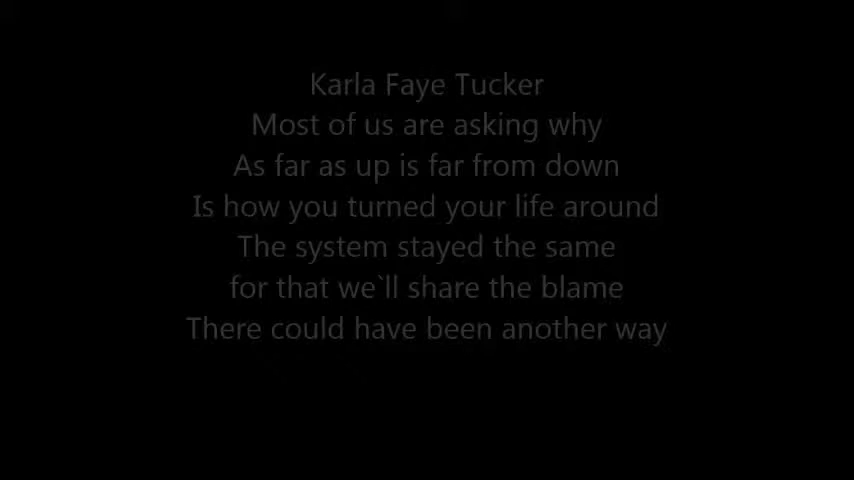 Karla Faye Tucker
Most of us are asking why
As far as up is far from down
Is how you turned your life around
The system stayed the same
for that we`ll share the blame
There could have been another way